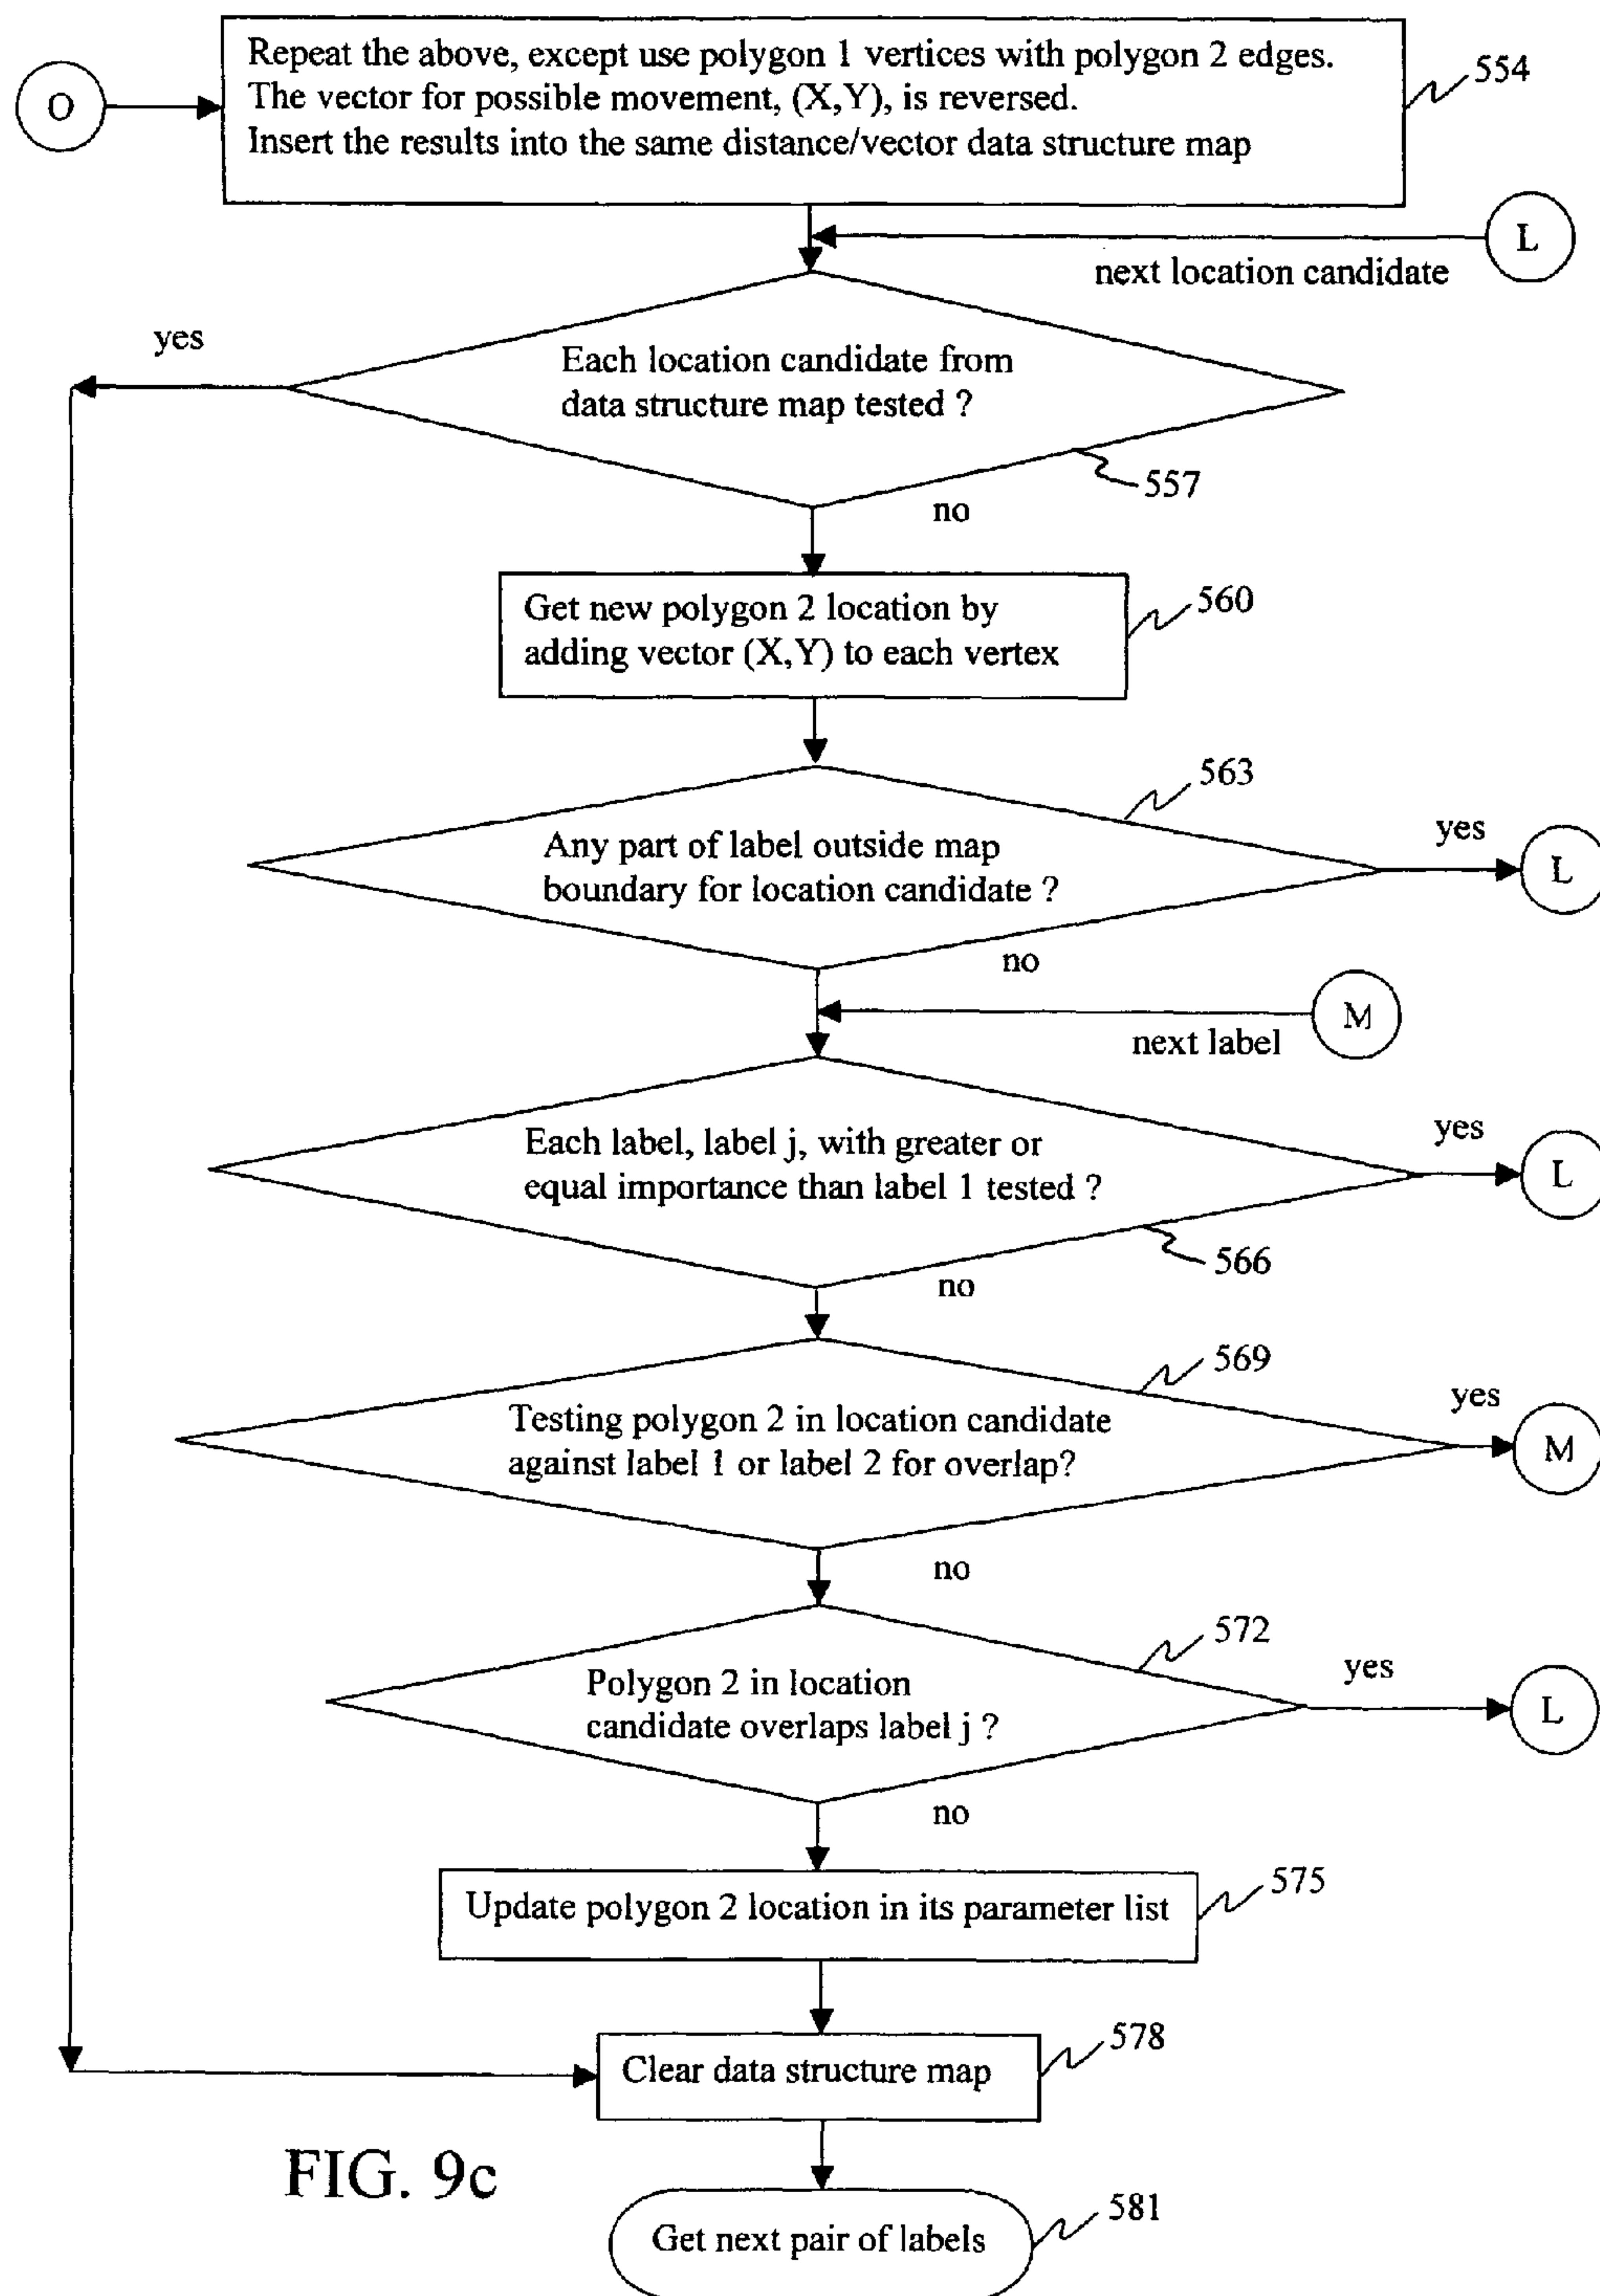 O
Repeat the above, except use polygon 1 vertices with polygon 2 edges.
The vector for possible movement, (X,Y), is reversed.
Insert the results into the same distance/vector data structure map
554
L
next location candidate
yes
Each location candidate from
data structure map tested ?
557
no
Get new polygon 2 location by
adding vector (X,Y) to each vertex
560
563
Any part of label outside map
boundary for location candidate ?
yes
L
no
M
next label
Each label, label j, with greater or
equal importance than label 1 tested ?
yes
L
566
no
569
Testing polygon 2 in location candidate
against label 1 or label 2 for overlap?
yes
M
no
572
Polygon 2 in location
candidate overlaps label j ?
yes
L
no
Update polygon 2 location in its parameter list
575
Clear data structure map
578
FIG. 9c
Get next pair of labels
581